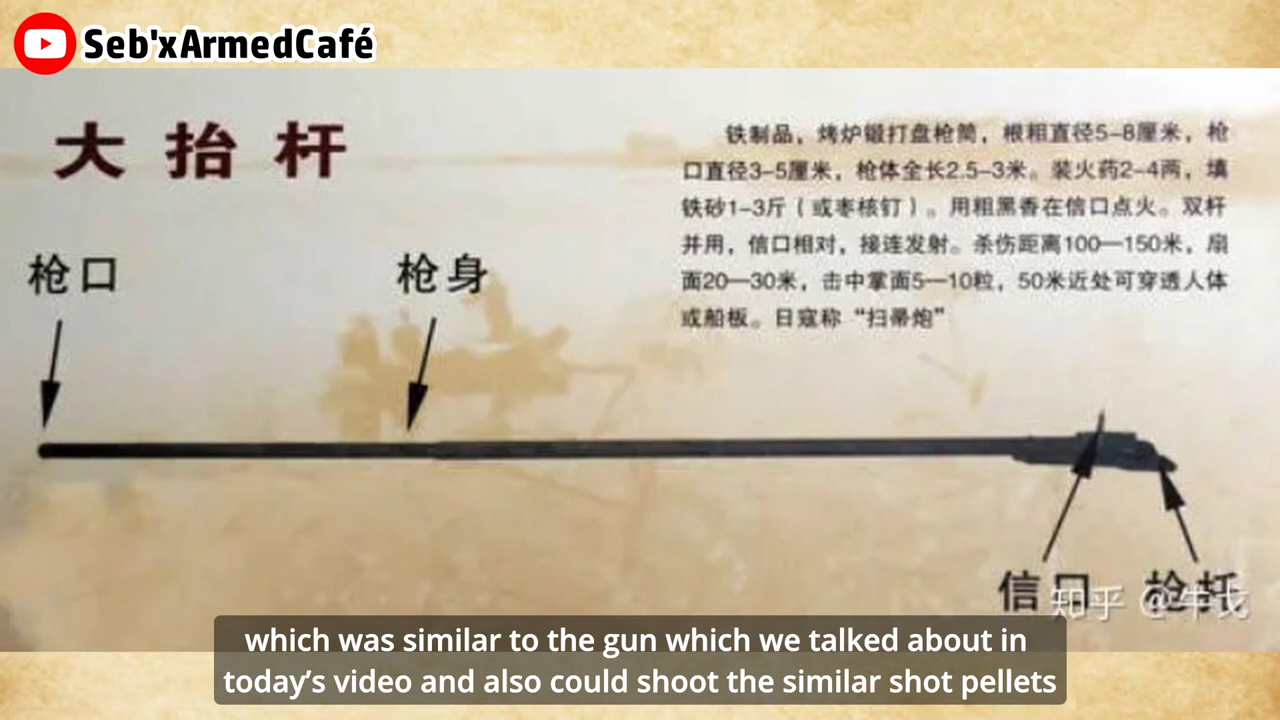 Seb'xArmedCafé
大抬杆
铁制品，烤炉锻打盘枪筒，根粗直径5-8厘米，枪
口直径3-5厘米，枪体全长2.5-3米。装火药2-4两，填
铁砂1-3斤（或枣核钉）。用粗黑香在信口点火。双杆
并用，信口相对，接连发射。杀伤距离100—150米，扇
面20—30米，击中掌面5—10粒，50米近处可穿透人体
或船板。日寇称“扫帚炮”
枪口
枪身
信口
枪托
知乎 @牛戈
which was similar to the gun which we talked about in
today’s video and also could shoot the similar shot pellets